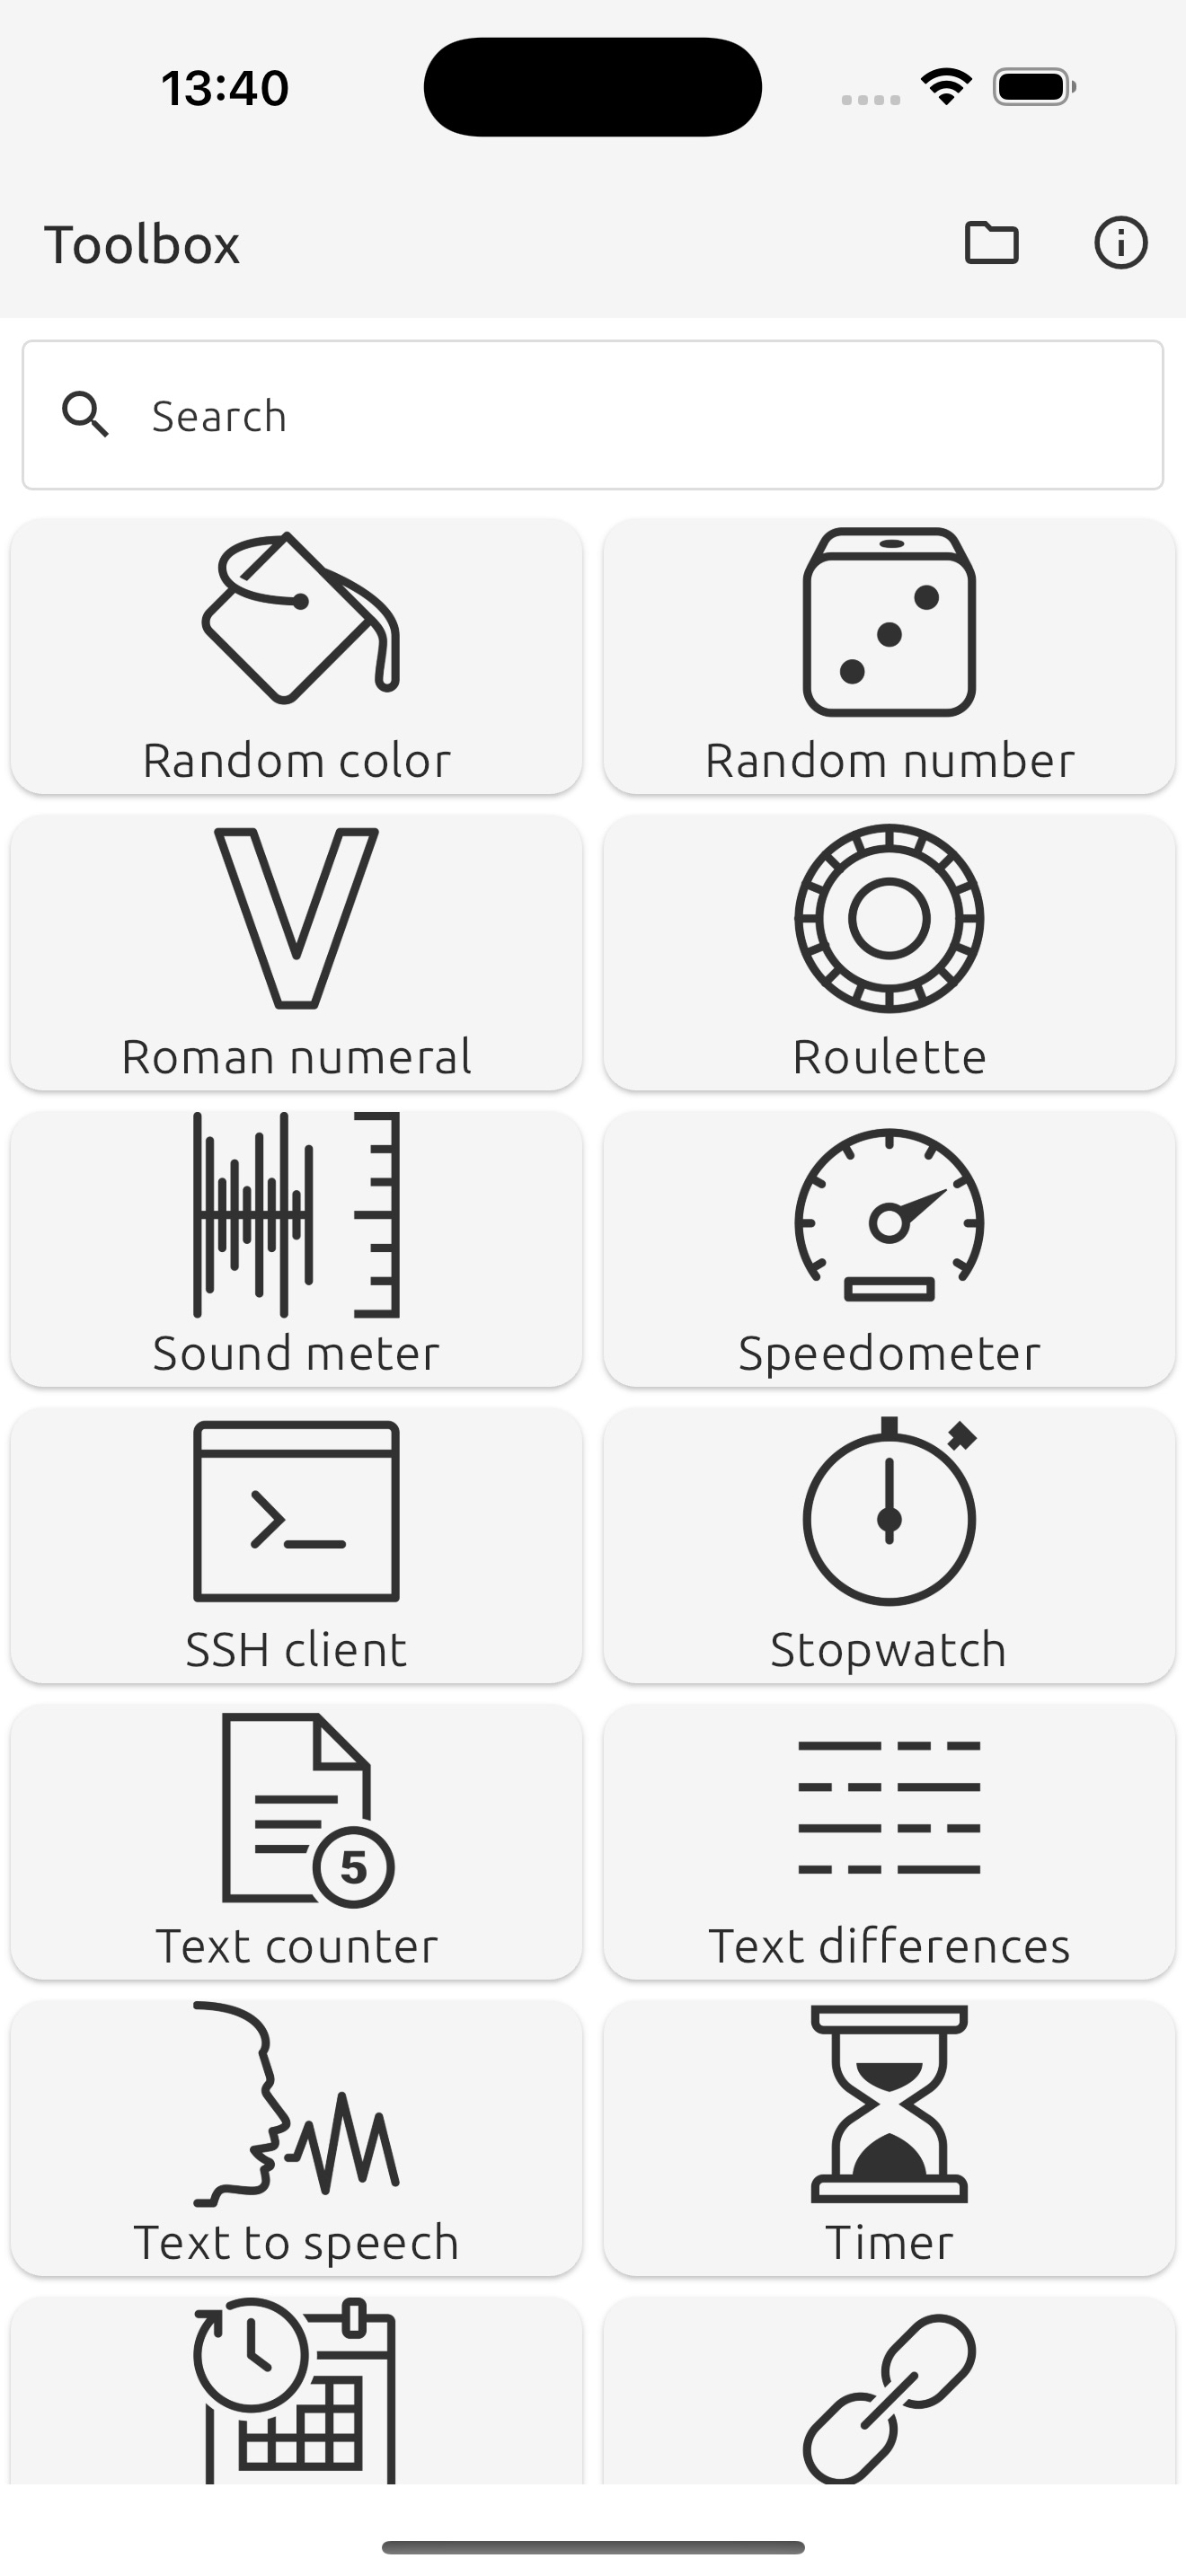 13:40
Toolbox
Search
Random color
Random number
Roman numeral
Roulette
Sound meter
Speedometer
SSH client
Stopwatch
5
Text counter
Text differences
Text to speech
Timer